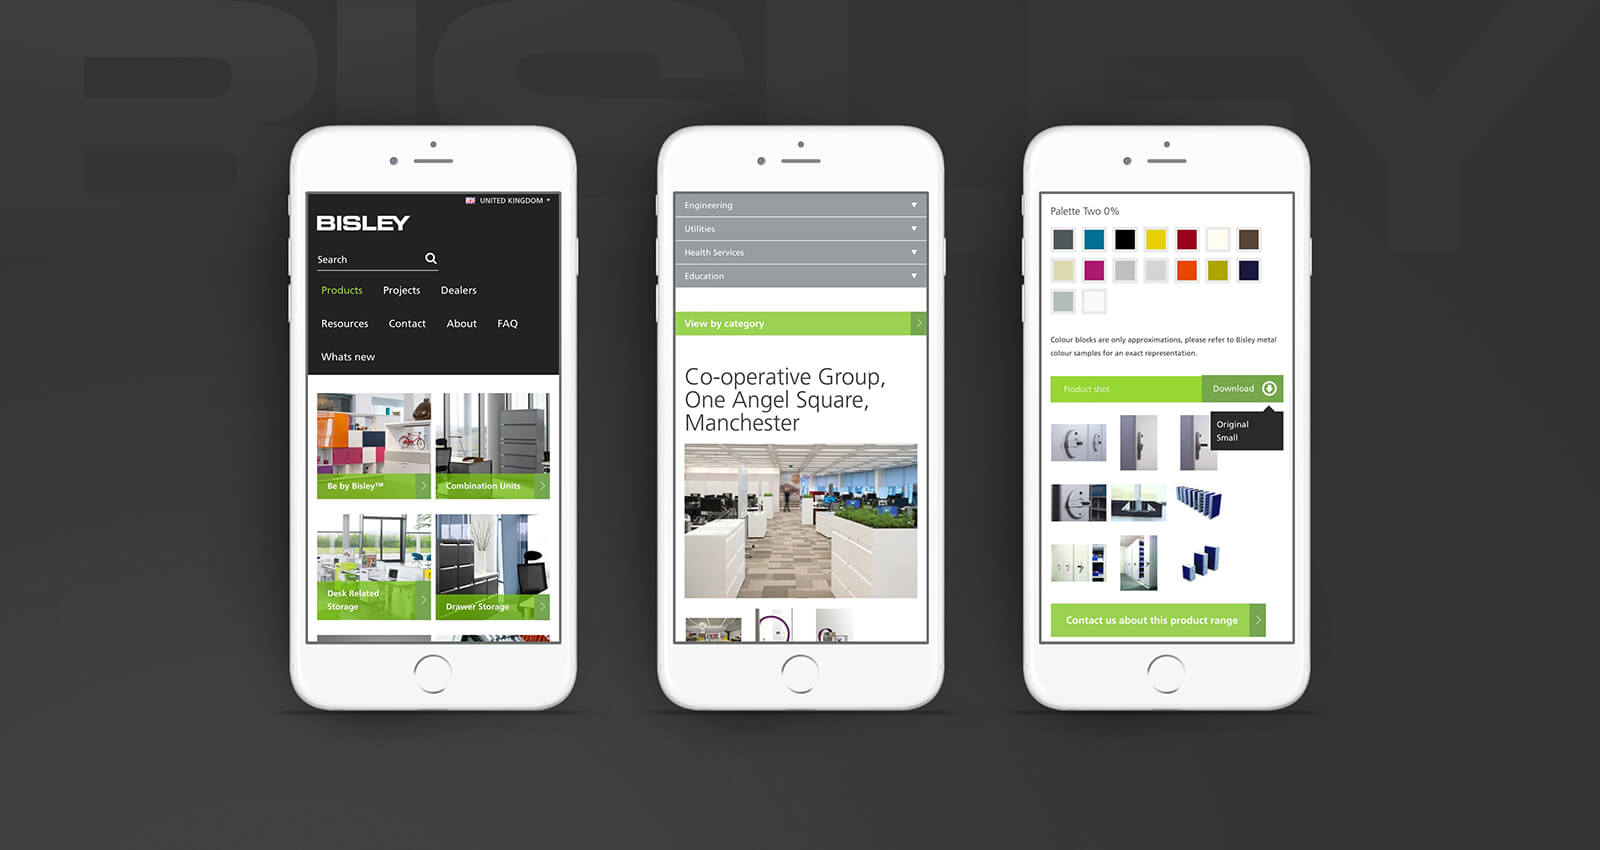 BISLEY
UNITED KINGDOM
BISLEY
Search
Products Projects Dealers
Resources Contact About FAQ
Whats new
Be by Bisley™
Combination Units
Desk Related
Storage
Drawer Storage
Engineering
Utilities
Health Services
Education
View by category
Co-operative Group,
One Angel Square,
Manchester
Palette Two 0%
Colour blocks are only approximations, please refer to Bisley metal
colour samples for an exact representation.
Product shot
Download
Original
Small
Contact us about this product range